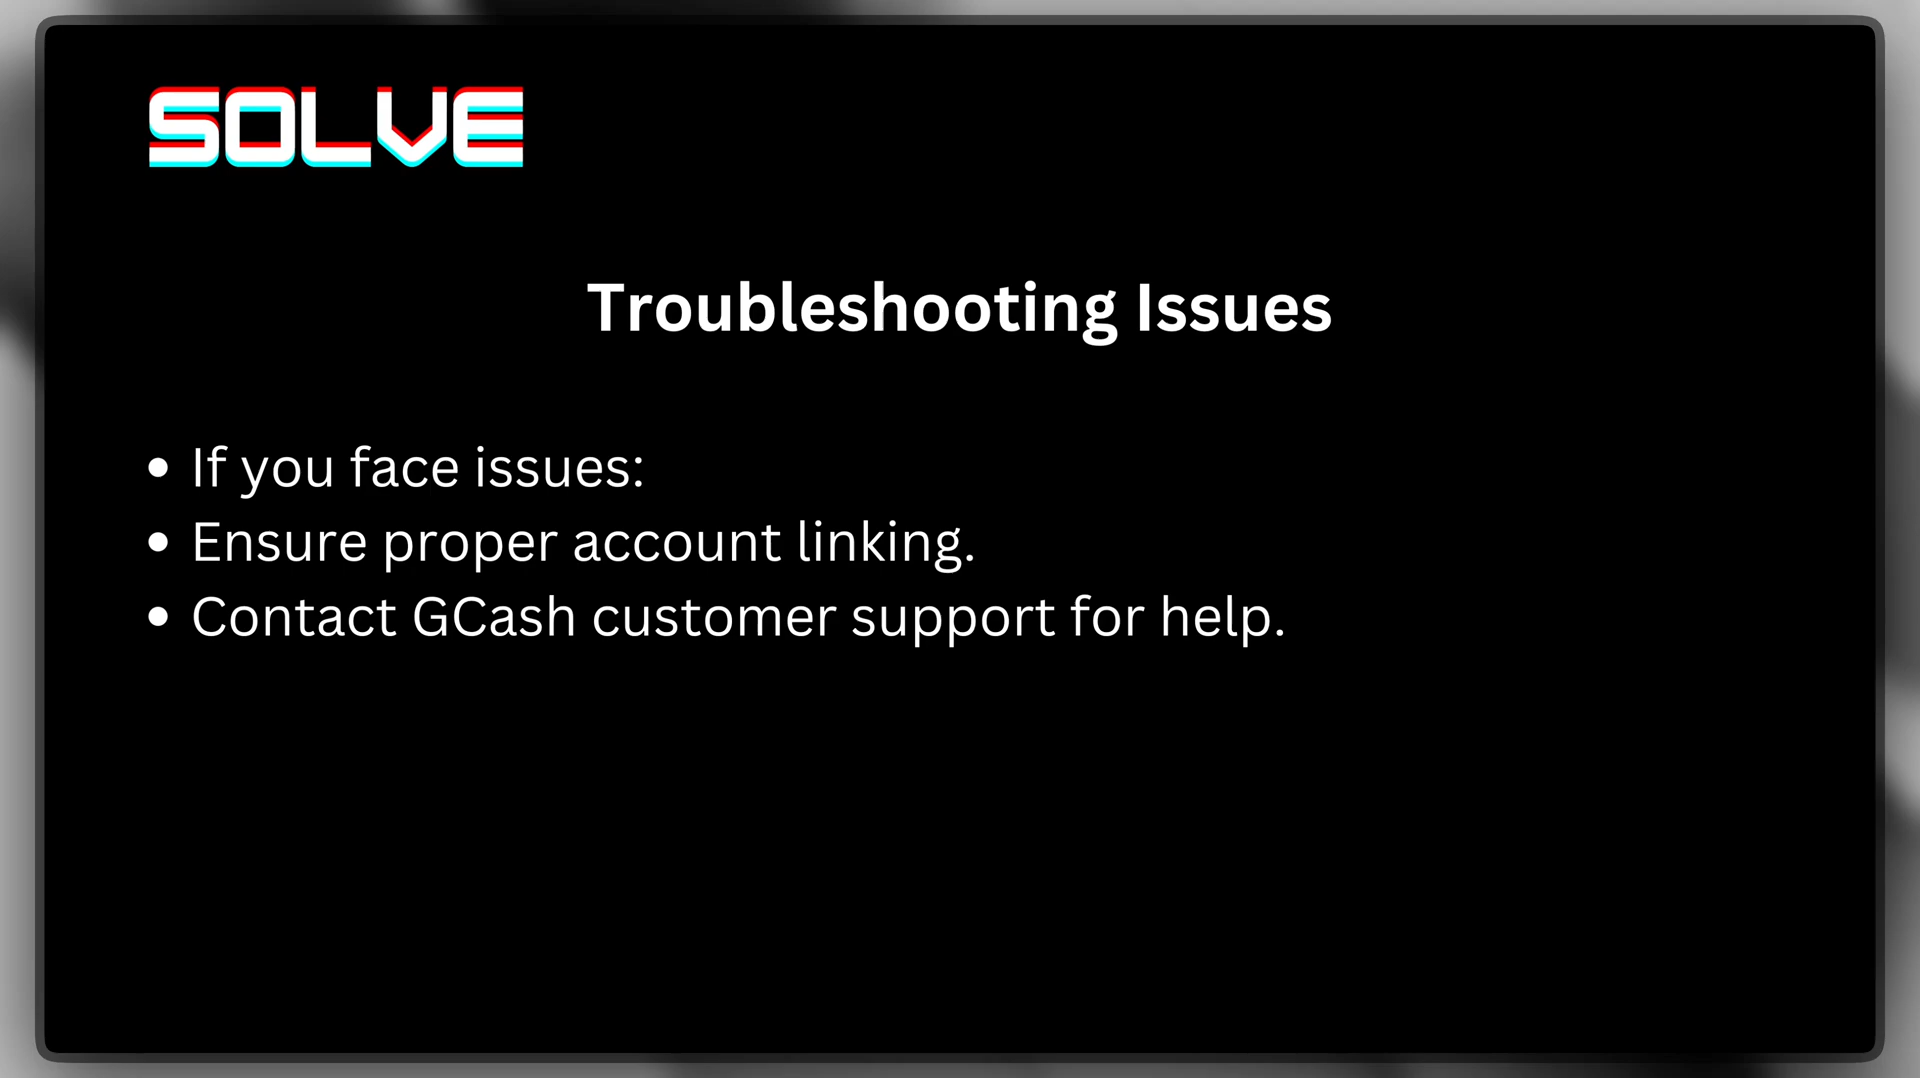 SOLVE
Troubleshooting Issues
• If you face issues:
• Ensure proper account linking.
• Contact GCash customer support for help.